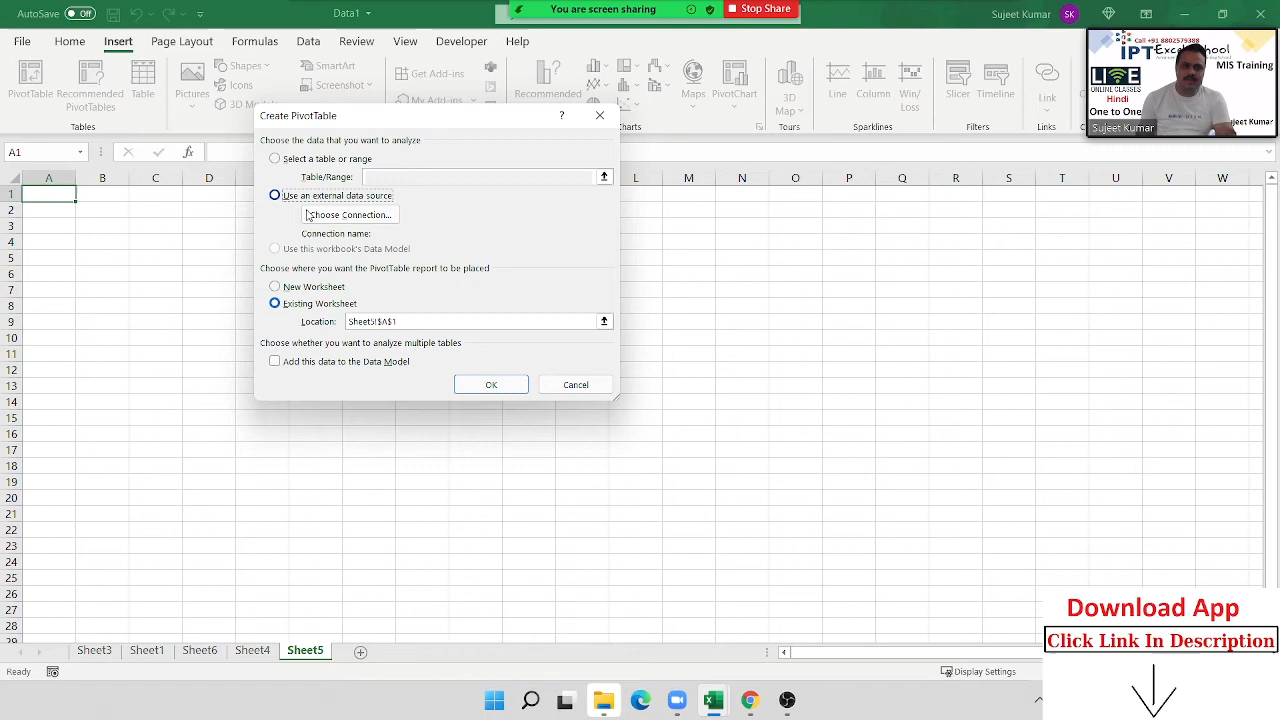 AutoSave Off
Data1
You are screen sharing
Stop Share
Sujeet Kumar
SK
File Home Insert Page Layout Formulas Data Review View Developer Help
PivotTable
Recommended
PivotTables
Table
Tables
Pictures
Shapes
Icons
3D M
SmartArt
Screenshot
Get Add-ins
My Add-ins
Recommended
Charts
Maps
3D
Map
Tours
Line
Column
Win/
Loss
Sparklines
Slicer
Timeline
Filters
Link
Links
Call +91 8802579388
IPT Excel School
MIS Training
LIVE
ONLINE CLASSES
Hindi
One to One
Sujeet Kumar
Sujeet Kumar
A1
fx
Create PivotTable
?
Choose the data that you want to analyze
Select a table or range
Table/Range:
Use an external data source
Choose Connection...
Connection name:
Use this workbook's Data Model
Choose where you want the PivotTable report to be placed
New Worksheet
Existing Worksheet
Location: Sheet5!$A$1
Choose whether you want to analyze multiple tables
Add this data to the Data Model
OK
Cancel
A B C D L M N O P Q R S T U V W
1
2
3
4
5
6
7
8
9
10
11
12
13
14
15
16
17
18
19
20
21
22
23
24
25
26
27
28
29
Sheet3 Sheet1 Sheet6 Sheet4 Sheet5
Ready
Display Settings
Download App
Click Link In Description